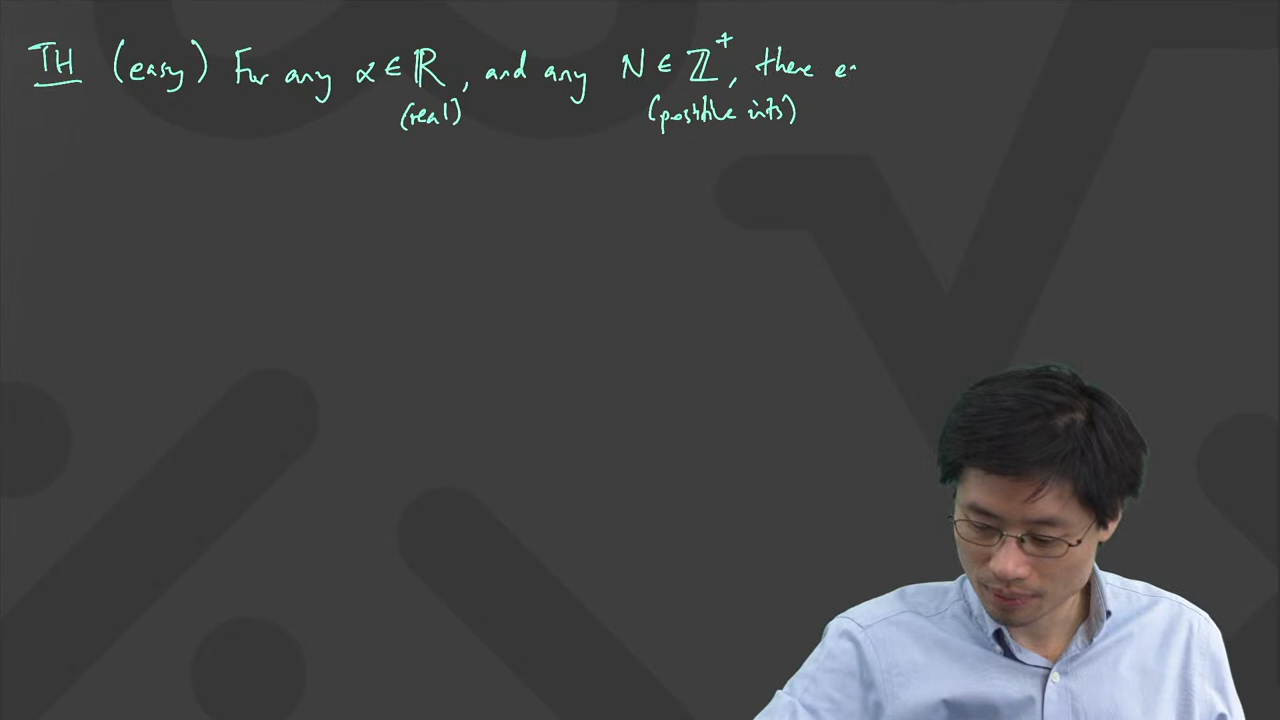 TH (easy) For any α ∈ ℝ, and any N ∈ ℤ⁺, there e
(real) (positive ints)